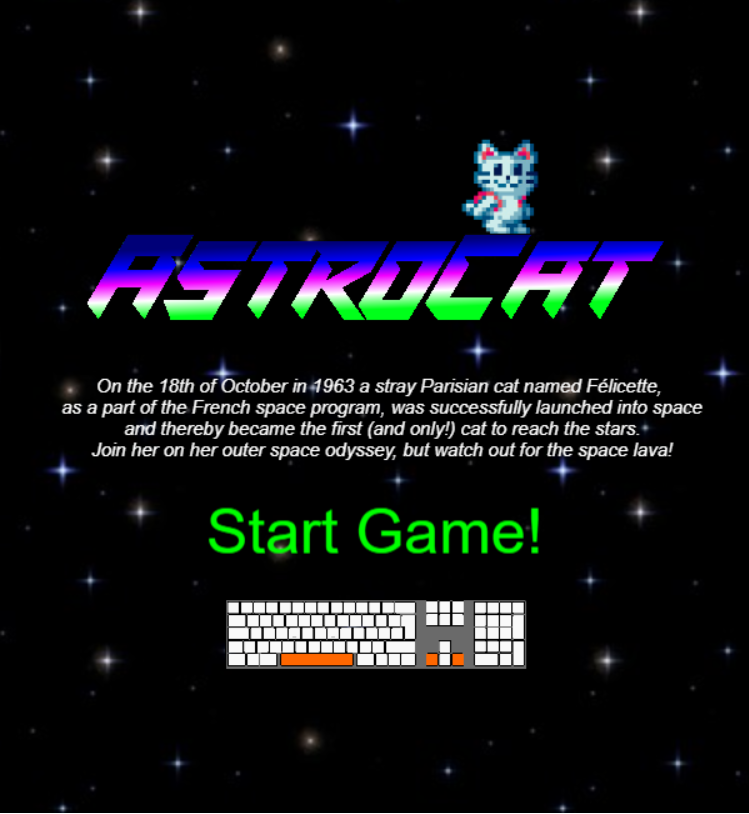 ASTROCAT
On the 18th of October in 1963 a stray Parisian cat named Félicette,
as a part of the French space program, was successfully launched into space
and thereby became the first (and only!) cat to reach the stars.
Join her on her outer space odyssey, but watch out for the space lava!
Start Game!